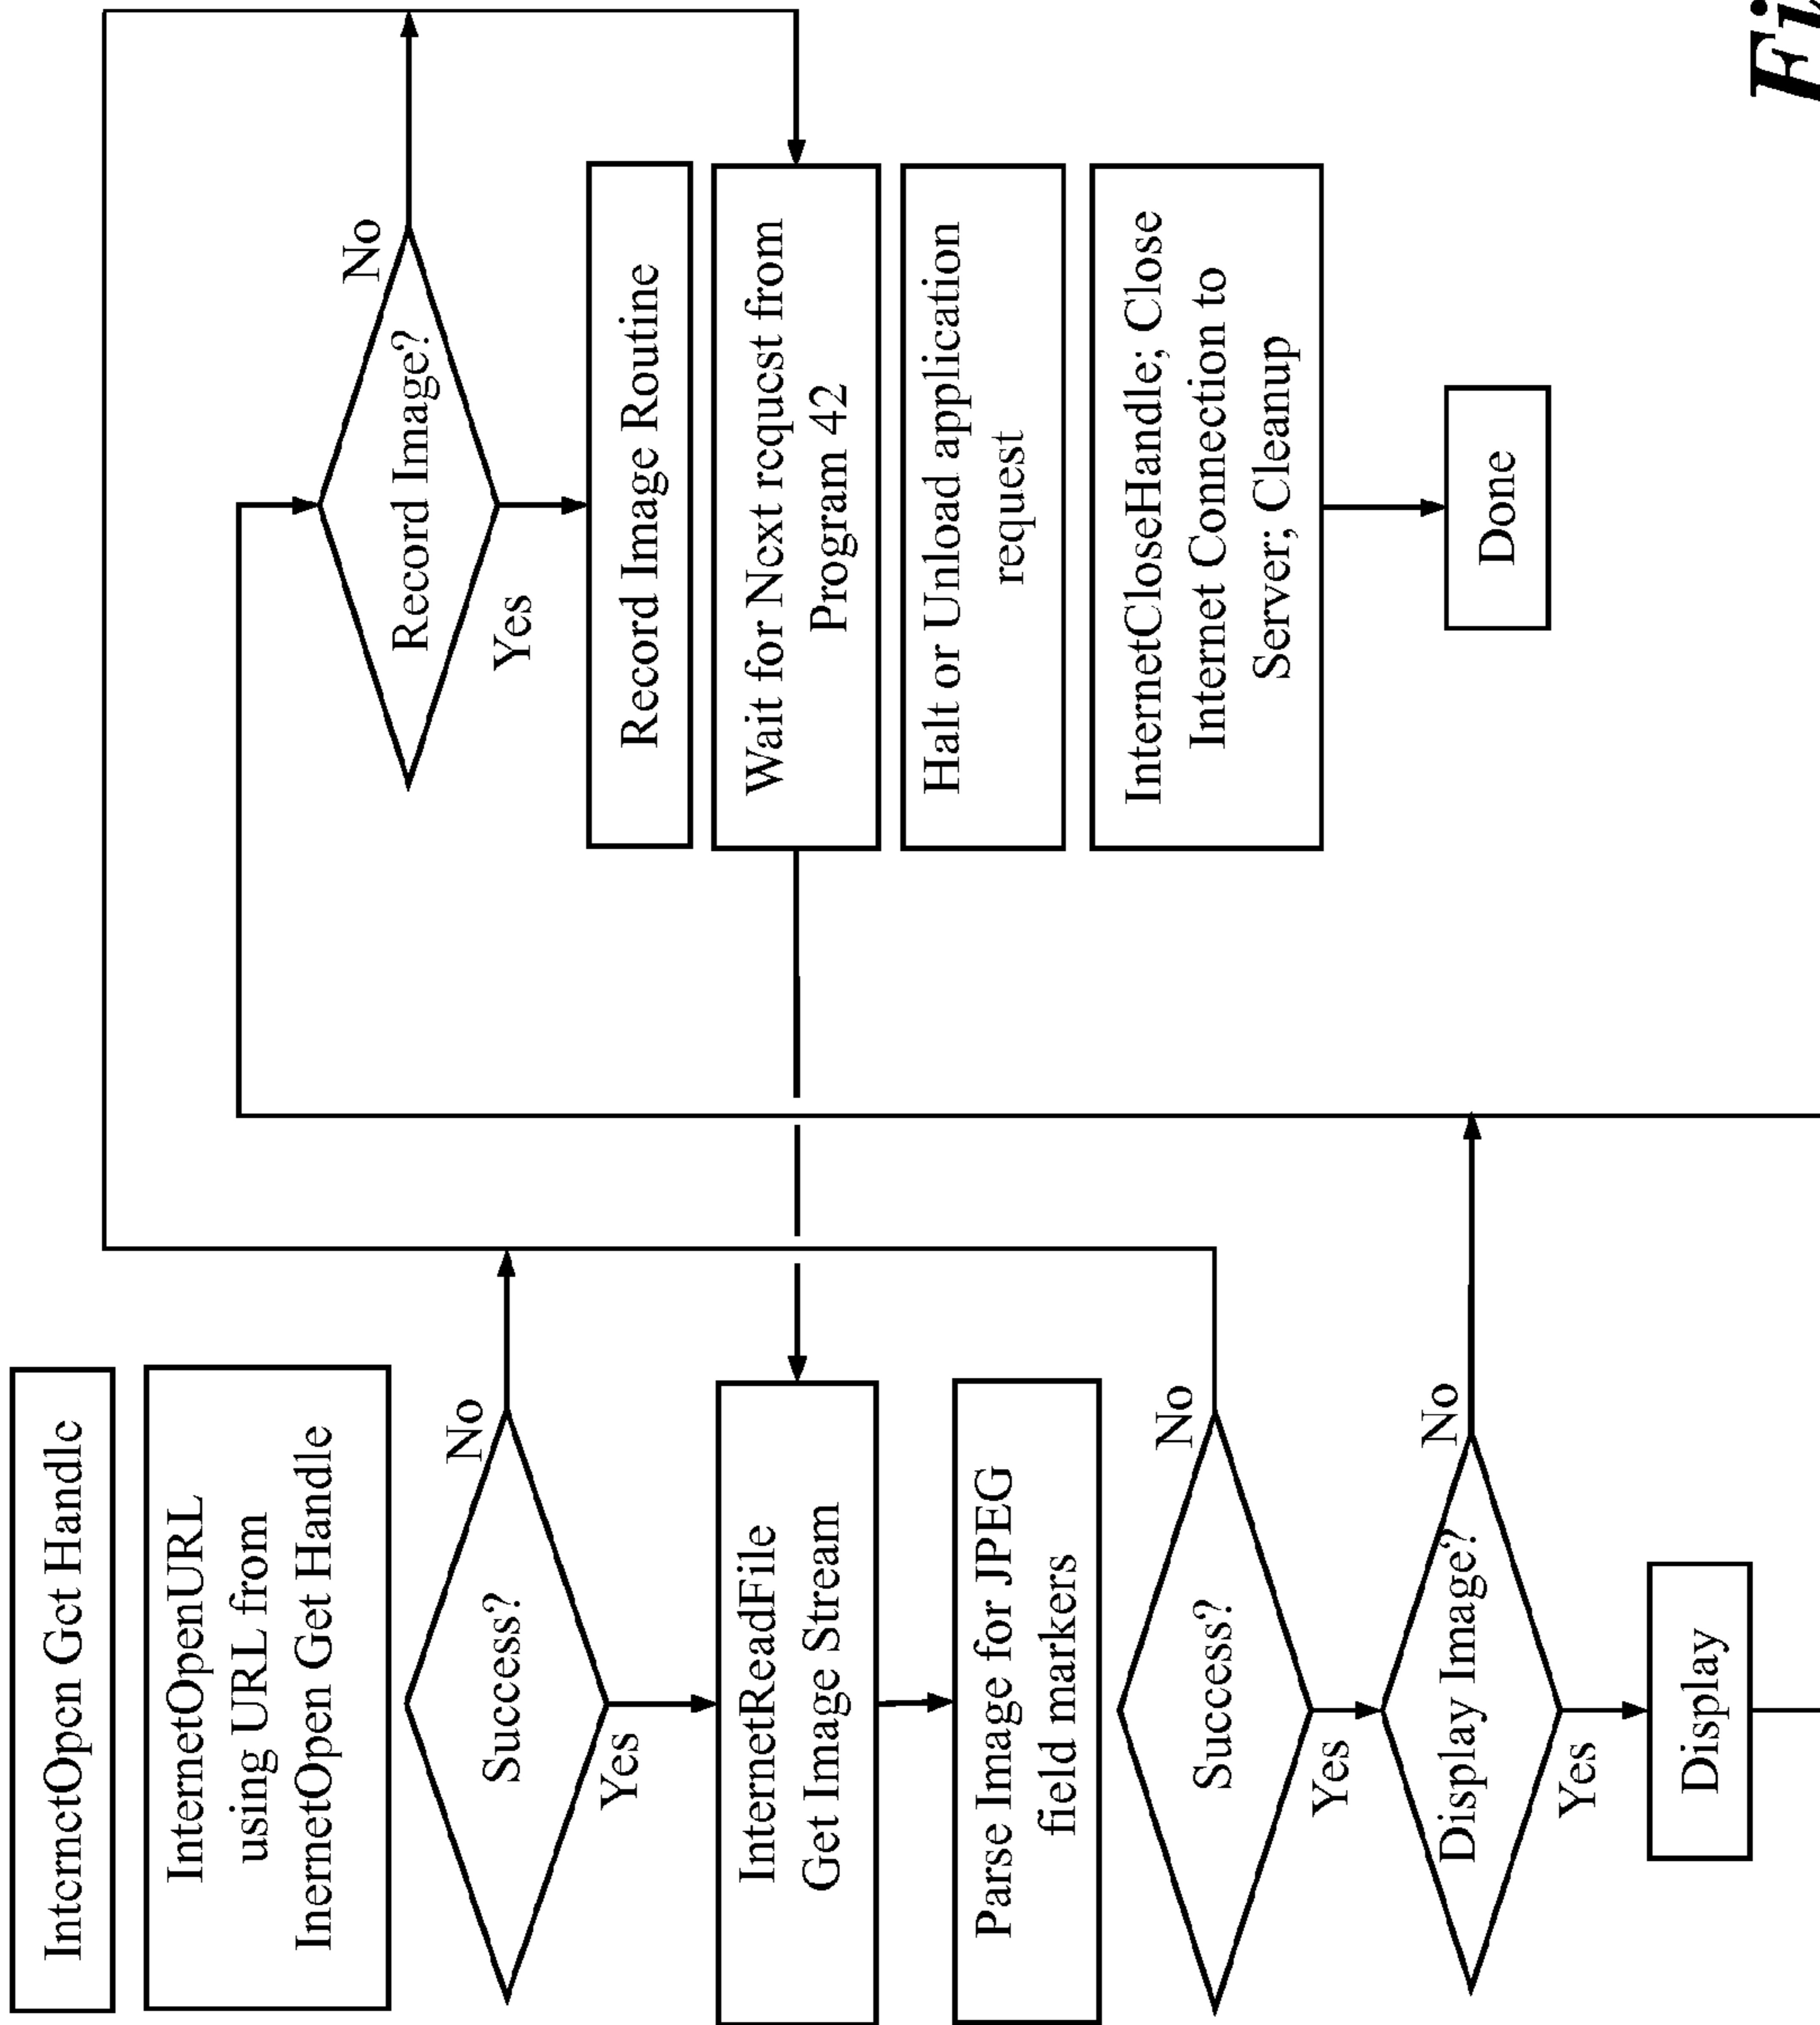 InternetOpen Get Handle
InternetOpenURL
using URL from
InernetOpen Get Handle
Success?
No
Yes
InternetReadFile
Get Image Stream
Parse Image for JPEG
field markers
Success?
No
Yes
Display Image?
No
Yes
Display
Record Image?
No
Yes
Record Image Routine
Wait for Next request from
Program 42
Halt or Unload application
request
InternetCloseHandle; Close
Internet Connection to
Server; Cleanup
Done